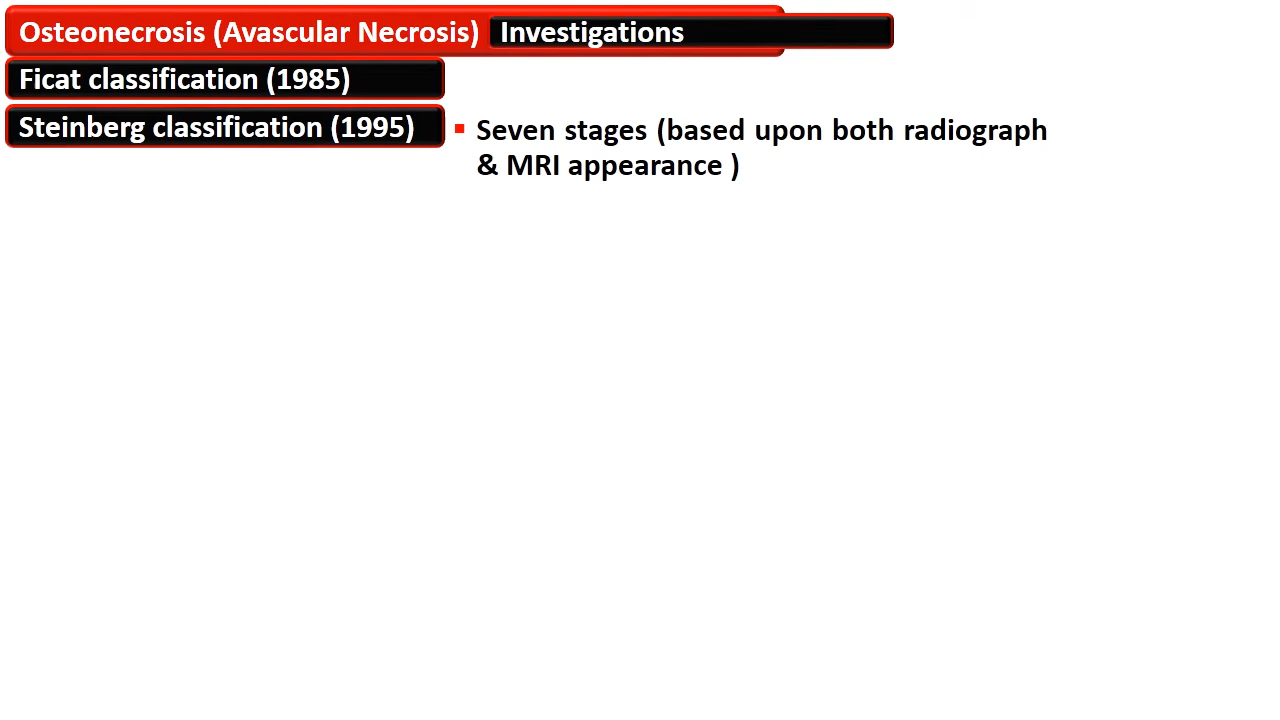 Osteonecrosis (Avascular Necrosis) Investigations
Ficat classification (1985)
Steinberg classification (1995)
▪ Seven stages (based upon both radiograph
& MRI appearance )